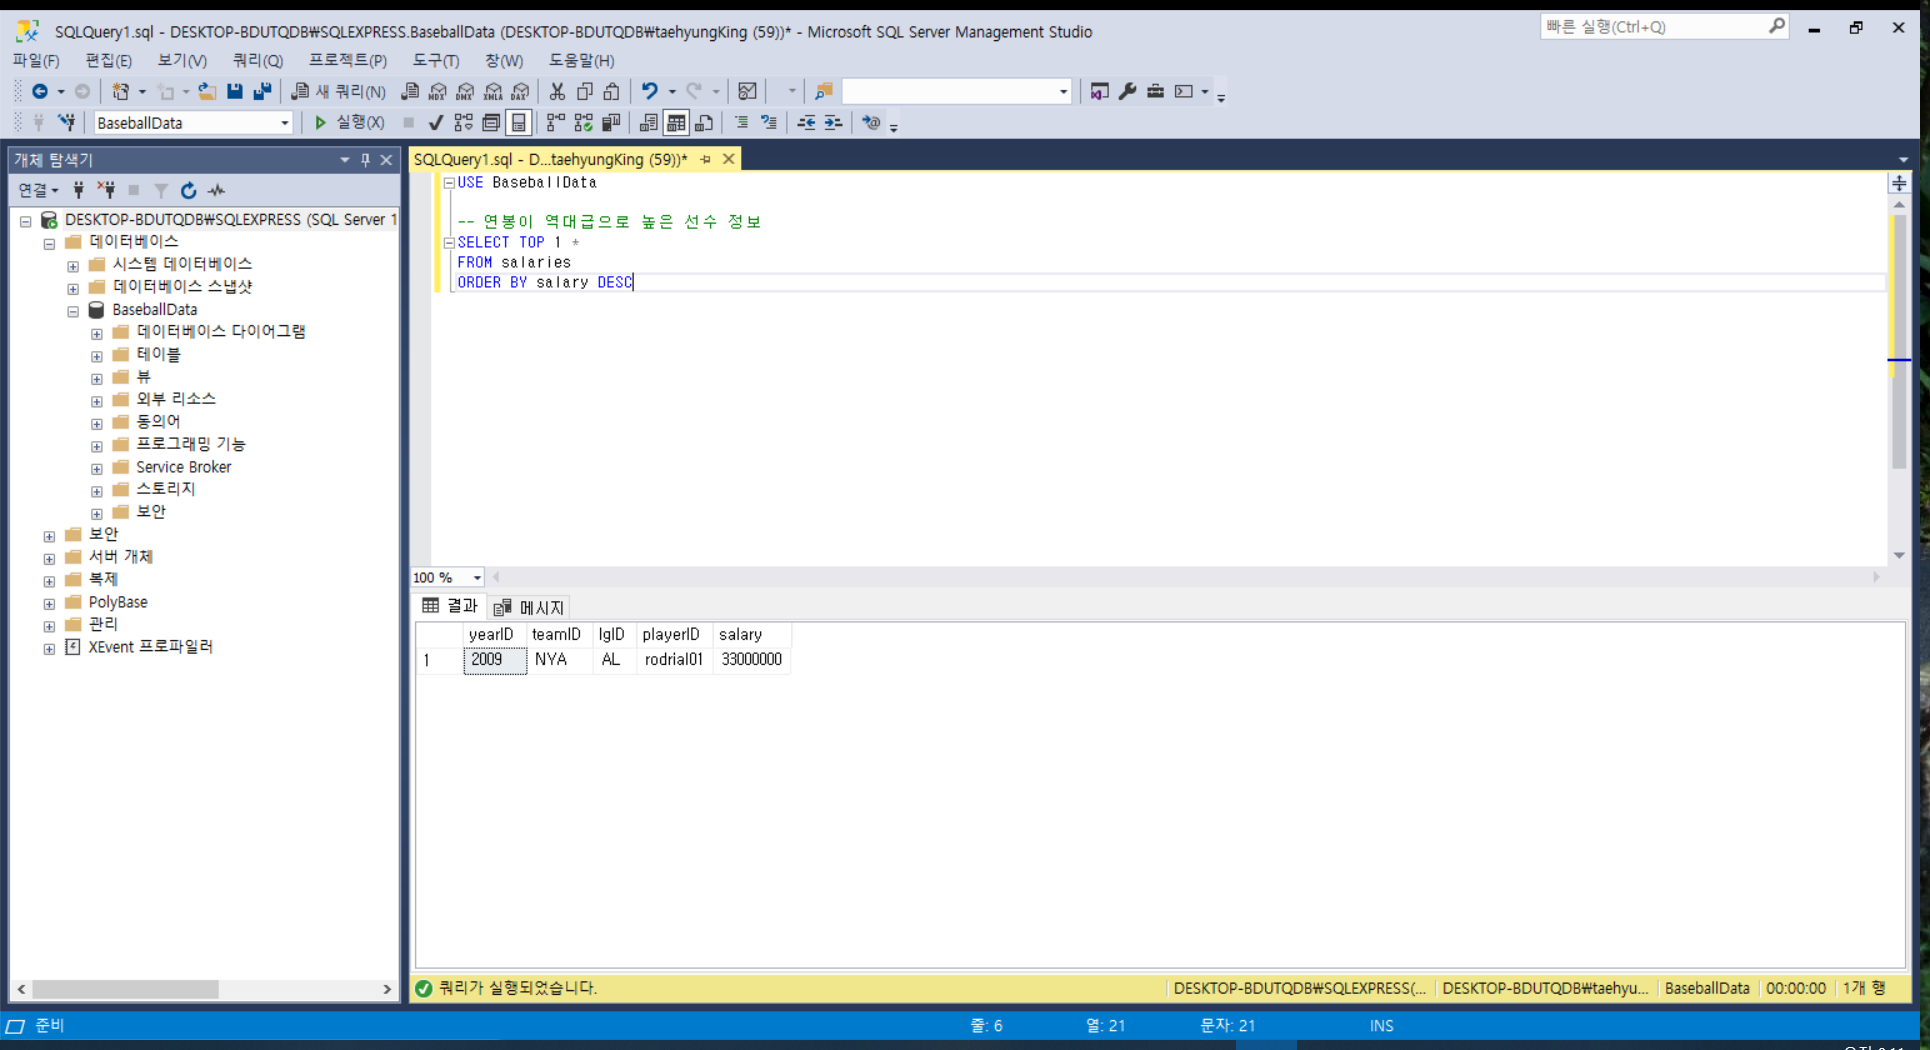 SQLQuery1.sql - DESKTOP-BDUTQDB₩SQLEXPRESS.BaseballData (DESKTOP-BDUTQDB₩taehyungKing (59))* - Microsoft SQL Server Management Studio
빠른 실행(Ctrl+Q)
파일(F) 편집(E) 보기(V) 쿼리(Q) 프로젝트(P) 도구(T) 창(W) 도움말(H)
새 쿼리(N) MDX DMX XMLA DAX
BaseballData 실행(X)
개체 탐색기
연결
DESKTOP-BDUTQDB₩SQLEXPRESS (SQL Server 1
데이터베이스
시스템 데이터베이스
데이터베이스 스냅샷
BaseballData
데이터베이스 다이어그램
테이블
뷰
외부 리소스
동의어
프로그래밍 기능
Service Broker
스토리지
보안
보안
서버 개체
복제
PolyBase
관리
XEvent 프로파일러
SQLQuery1.sql - D...taehyungKing (59))*
USE BaseballData
-- 연봉이 역대급으로 높은 선수 정보
SELECT TOP 1 *
FROM salaries
ORDER BY salary DESC
100 %
결과 메시지
yearID teamID lgID playerID salary
1 2009 NYA AL rodrial01 33000000
쿼리가 실행되었습니다.
DESKTOP-BDUTQDB₩SQLEXPRESS(... DESKTOP-BDUTQDB₩taehyu... BaseballData 00:00:00 1개 행
준비 줄: 6 열: 21 문자: 21 INS